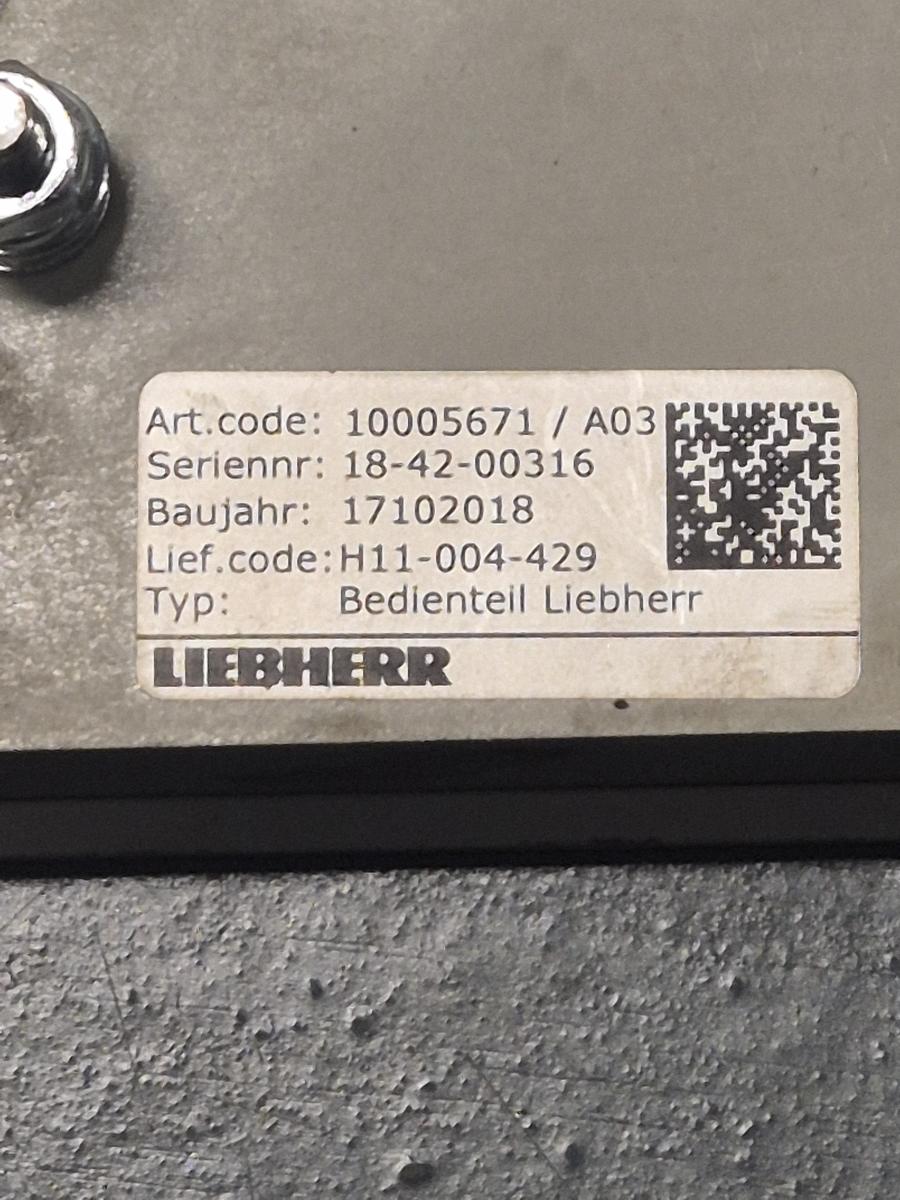 Art.code: 10005671 / A03
Seriennr: 18-42-00316
Baujahr: 17102018
Lief.code: H11-004-429
Typ: Bedienteil Liebherr
LIEBHERR